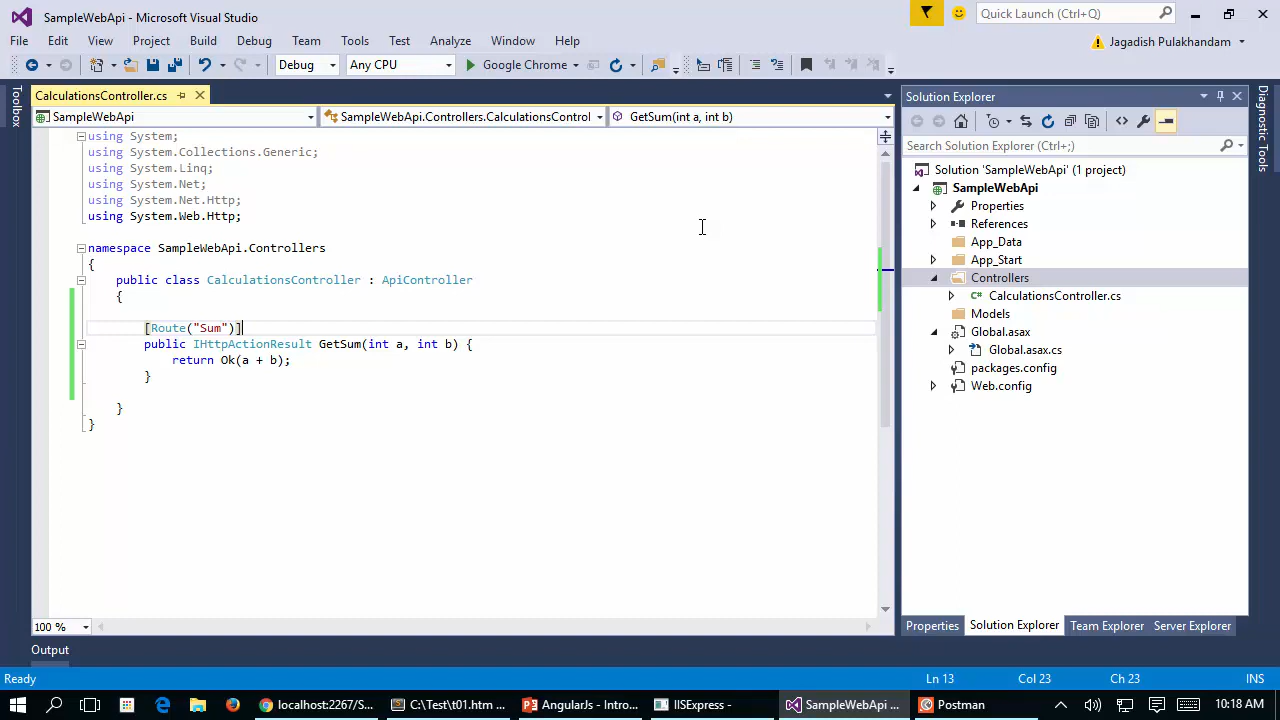 SampleWebApi - Microsoft Visual Studio
Quick Launch (Ctrl+Q)
File Edit View Project Build Debug Team Tools Test Analyze Window Help
Jagadish Pulakhandam
Debug Any CPU Google Chrome
Toolbox
CalculationsController.cs
SampleWebApi SampleWebApi.Controllers.CalculationsControl GetSum(int a, int b)
using System;
using System.Collections.Generic;
using System.Linq;
using System.Net;
using System.Net.Http;
using System.Web.Http;
namespace SampleWebApi.Controllers
{
public class CalculationsController : ApiController
{
[Route("Sum")]
public IHttpActionResult GetSum(int a, int b) {
return Ok(a + b);
}
}
}
100 %
Output
Solution Explorer
Search Solution Explorer (Ctrl+;)
Solution 'SampleWebApi' (1 project)
SampleWebApi
Properties
References
App_Data
App_Start
Controllers
C# CalculationsController.cs
Models
Global.asax
Global.asax.cs
packages.config
Web.config
Properties Solution Explorer Team Explorer Server Explorer
Diagnostic Tools
Ready Ln 13 Col 23 Ch 23 INS
localhost:2267/S... C:\Test\t01.htm ... AngularJs - Intro... IISExpress - SampleWebApi ... Postman 10:18 AM